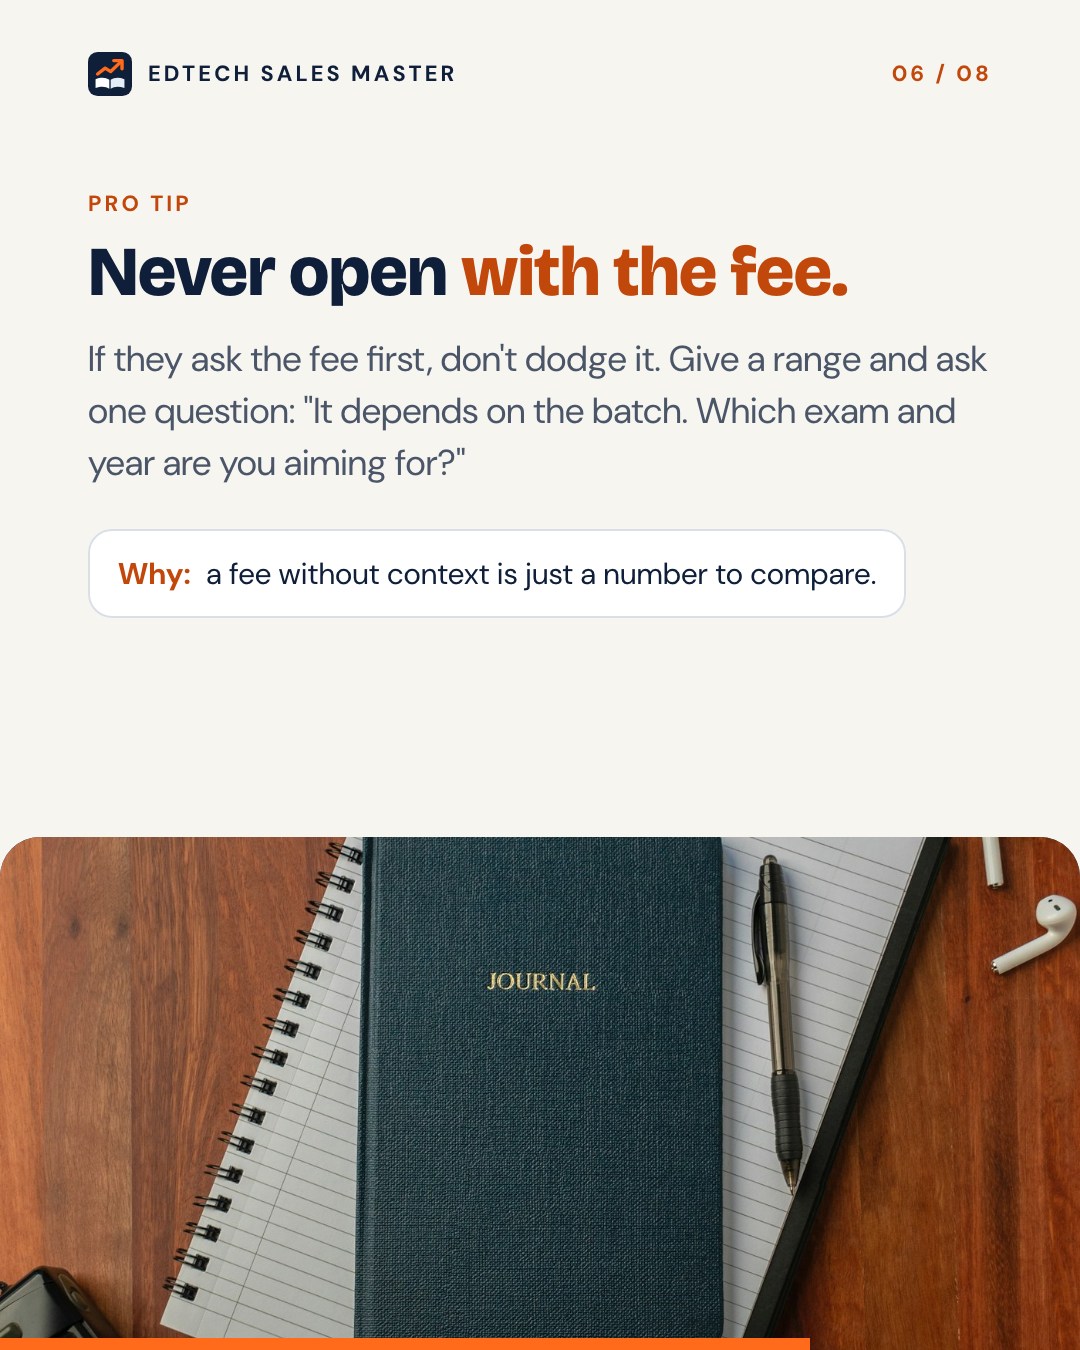 EDTECH SALES MASTER
06 / 08
PRO TIP
Never open with the fee.
If they ask the fee first, don't dodge it. Give a range and ask
one question: "It depends on the batch. Which exam and
year are you aiming for?"
Why: a fee without context is just a number to compare.
JOURNAL